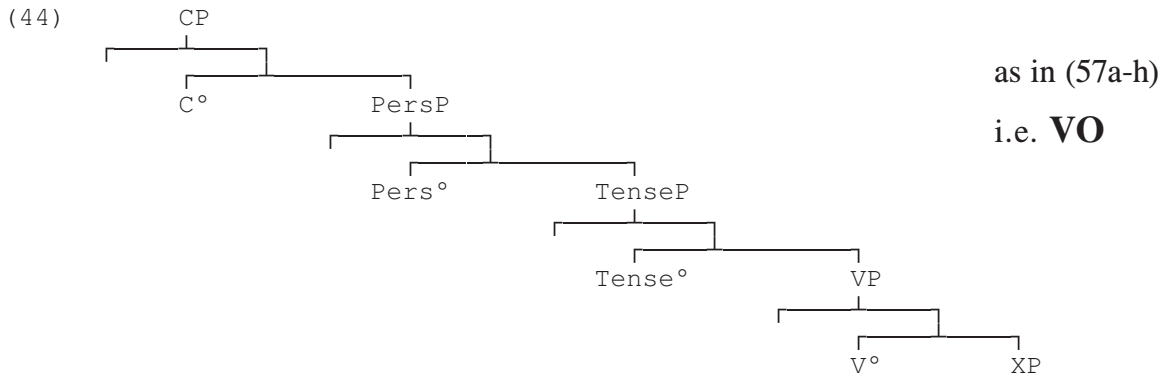 (44) CP
as in (57a-h)
C° PersP
i.e. VO
Pers° TenseP
Tense° VP
V° XP